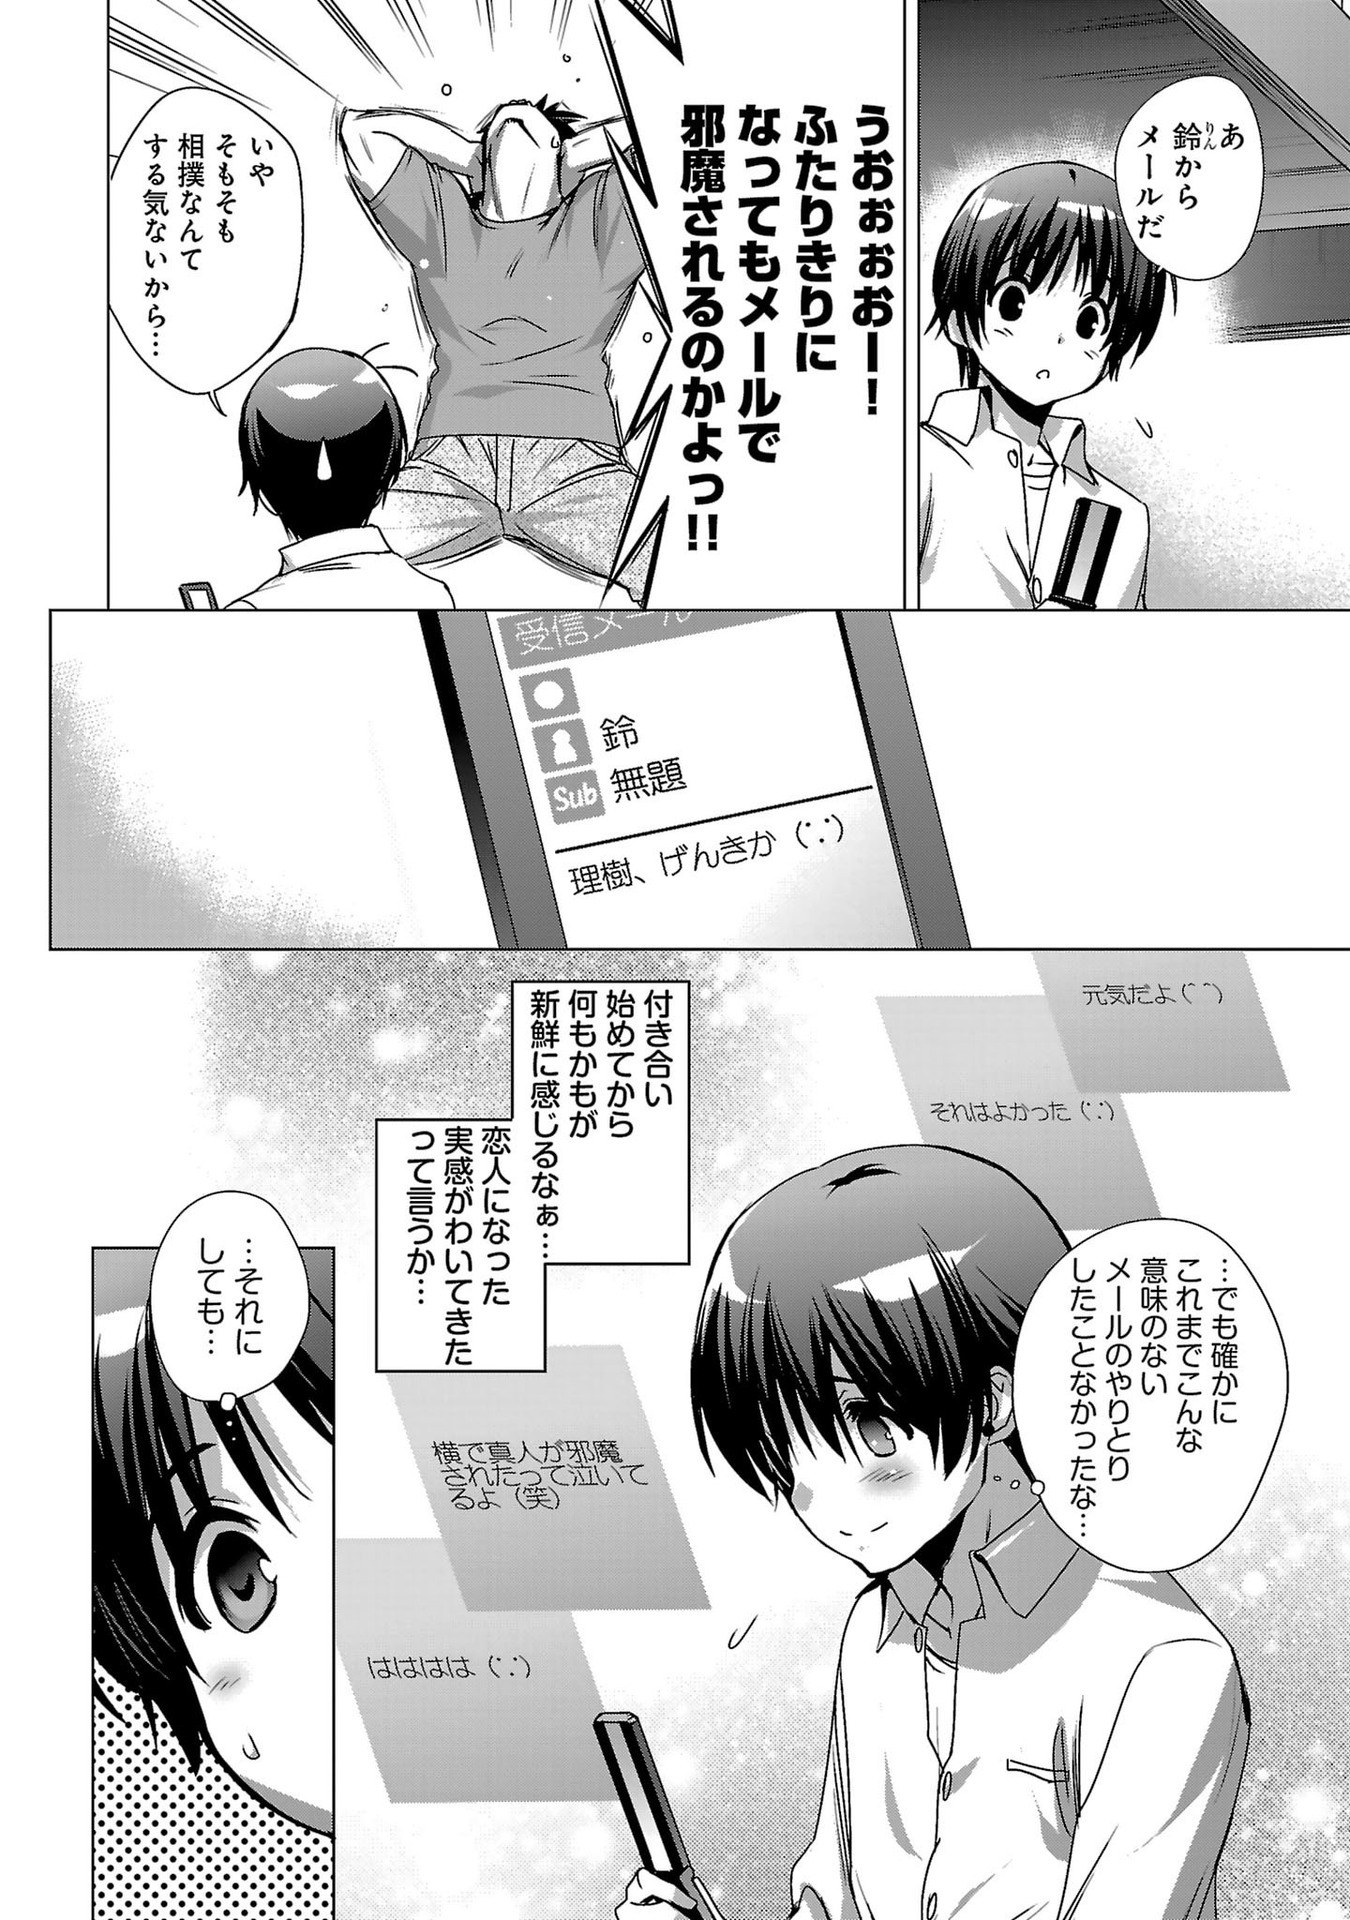 あ
鈴から
りん
メールだ
うおぉぉおー！
ふたりきりに
なってもメールで
邪魔されるのかよっ!!
いや
そもそも
相撲なんて
する気ないから…
受信メール
鈴
Sub 無題
理樹、げんきか（∵）
元気だよ（＾＾）
それはよかった（∵）
…でも確かに
これまでこんな
意味のない
メールのやりとり
したことなかったな…
付き合い
始めてから
何もかもが
新鮮に感じるなぁ…
恋人になった
実感がわいてきた
って言うか…
横で真人が邪魔
されたって泣いて
るよ（笑）
はははは（∵）
…それに
しても…